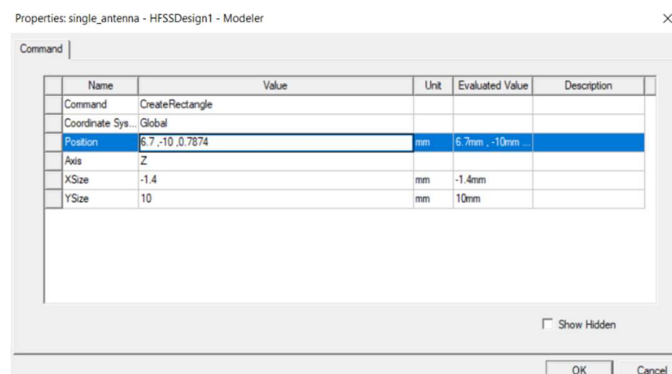 Properties: single_antenna - HFSSDesign1 - Modeler
Command
Name Value Unit Evaluated Value Description
Command CreateRectangle
Coordinate Sys... Global
Position 6.7 ,-10 ,0.7874 mm 6.7mm , -10mm ...
Axis Z
XSize -1.4 mm -1.4mm
YSize 10 mm 10mm
Show Hidden
OK Cancel